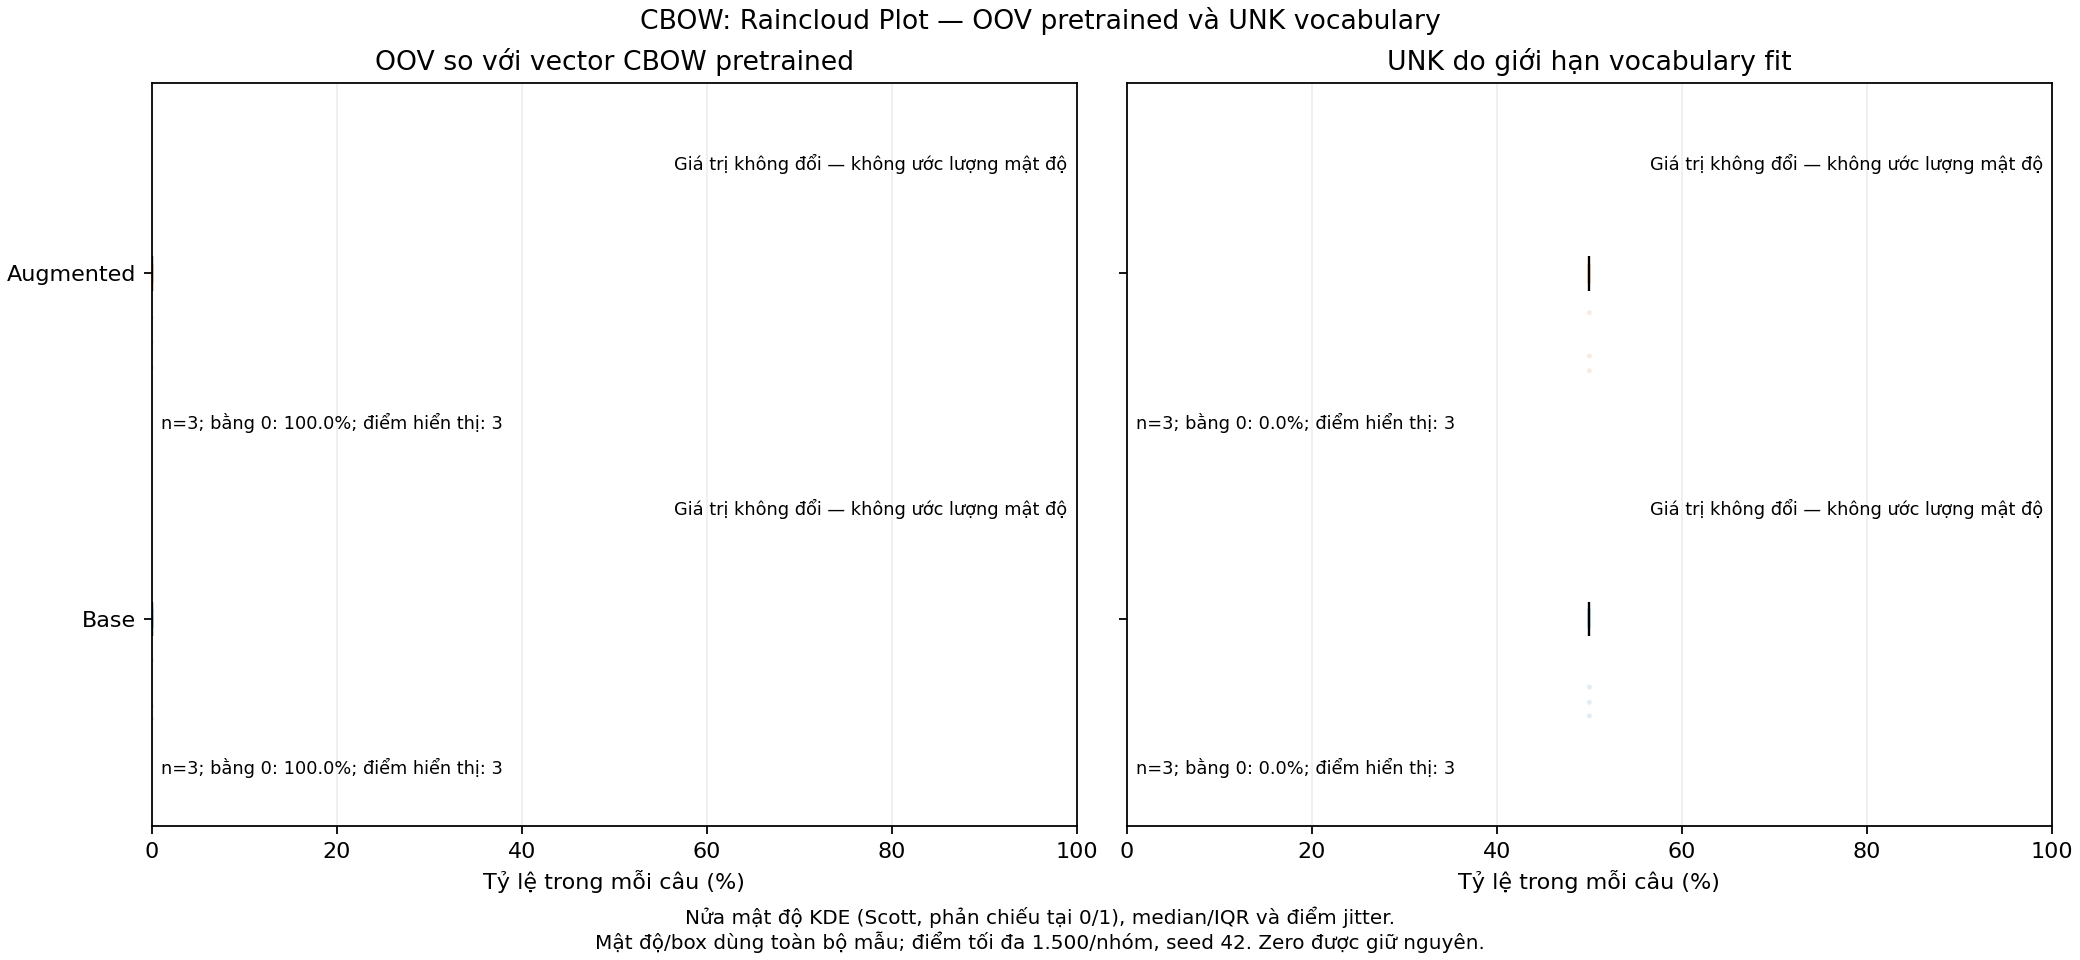 CBOW: Raincloud Plot — OOV pretrained và UNK vocabulary
OOV so với vector CBOW pretrained
Giá trị không đổi — không ước lượng mật độ
Augmented
n=3; bằng 0: 100.0%; điểm hiển thị: 3
Giá trị không đổi — không ước lượng mật độ
Base
n=3; bằng 0: 100.0%; điểm hiển thị: 3
0 20 40 60 80 100
Tỷ lệ trong mỗi câu (%)
UNK do giới hạn vocabulary fit
Giá trị không đổi — không ước lượng mật độ
n=3; bằng 0: 0.0%; điểm hiển thị: 3
Giá trị không đổi — không ước lượng mật độ
n=3; bằng 0: 0.0%; điểm hiển thị: 3
0 20 40 60 80 100
Tỷ lệ trong mỗi câu (%)
Nửa mật độ KDE (Scott, phản chiếu tại 0/1), median/IQR và điểm jitter.
Mật độ/box dùng toàn bộ mẫu; điểm tối đa 1.500/nhóm, seed 42. Zero được giữ nguyên.